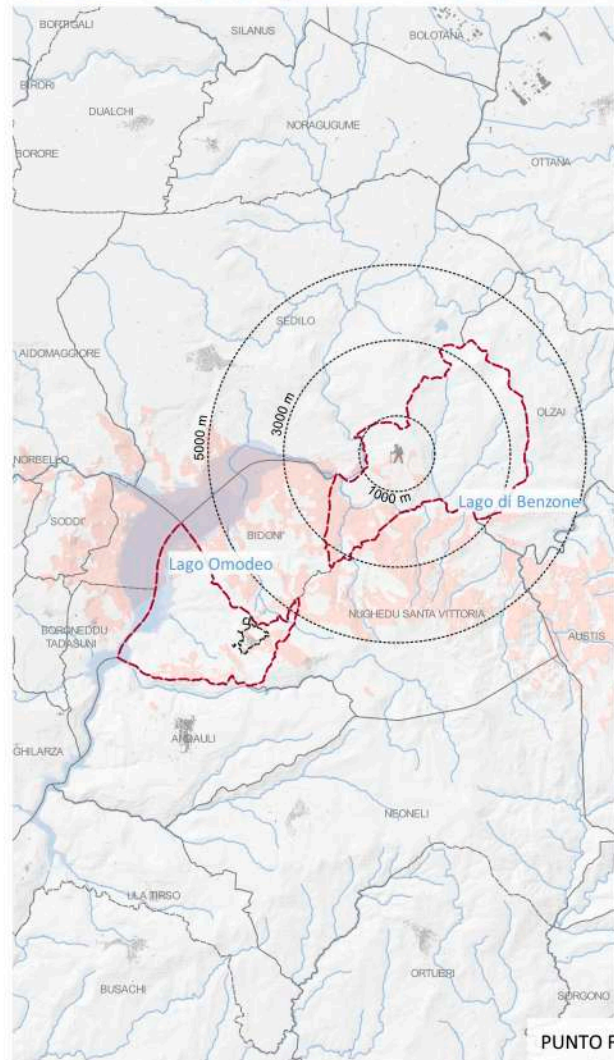 BORTIGALI
SILANUS
BOLOTANA
BIRORI
DUALCHI
NORAGUGUME
BORORE
OTTANA
SEDILO
AIDOMAGGIORE
OLZAI
5000 m
3000 m
1000 m
NORBELLO
Lago di Benzone
SODDI'
BIDONI'
Lago Omodeo
NUGHEDU SANTA VITTORIA
BORONEDDU
TADASUNI
AUSTIS
ARDAULI
GHILARZA
NEONELI
ULA TIRSO
BUSACHI
ORTUERI
SORGONO
PUNTO